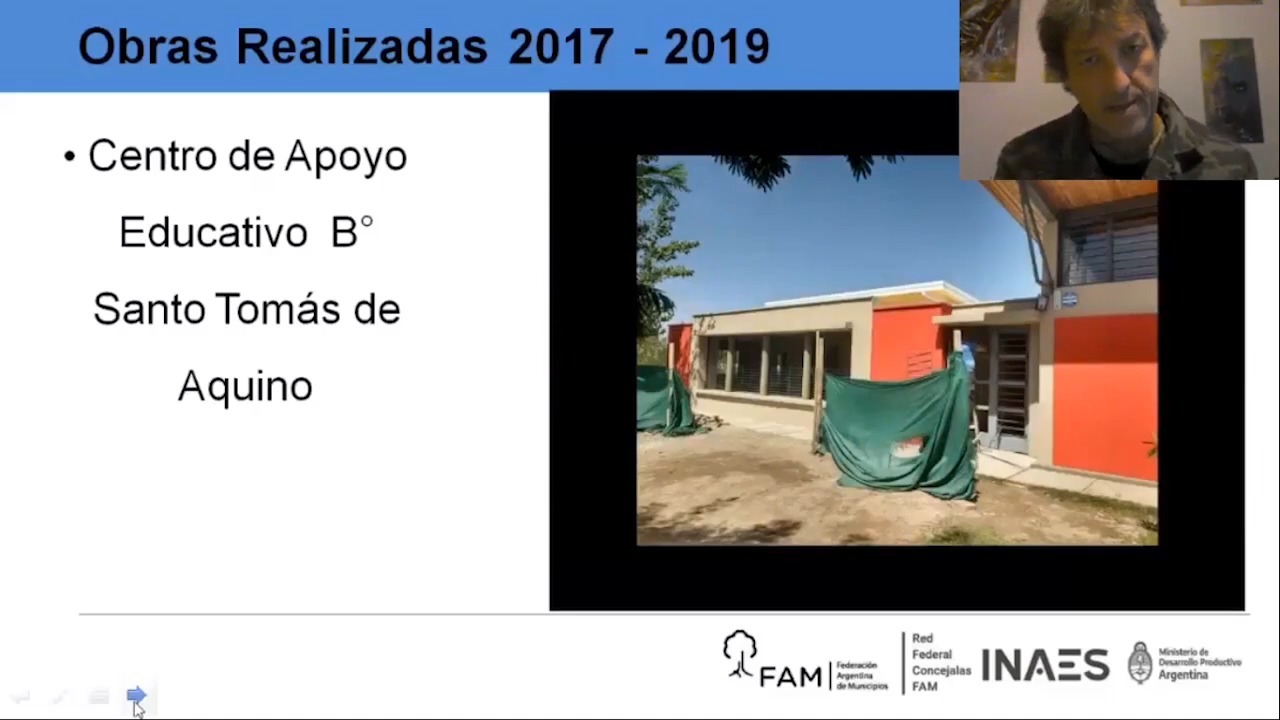 Obras Realizadas 2017 - 2019
• Centro de Apoyo
Educativo B°
Santo Tomás de
Aquino
FAM
Federación
Argentina
de Municipios
Red
Federal
Concejalas
FAM
INAES
Ministerio de
Desarrollo Productivo
Argentina